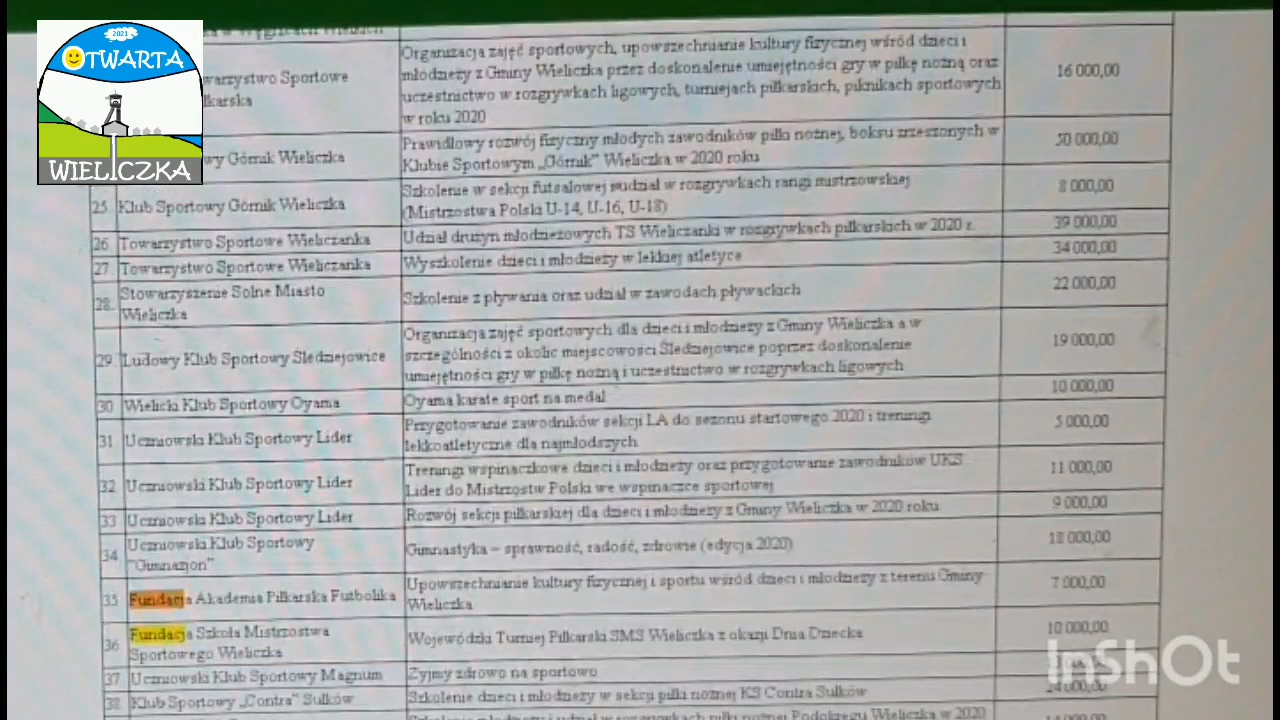 2021
OTWARTA
WIELICZKA
Organizacja zajęć sportowych, upowszechnianie kultury fizycznej wśród dzieci i
młodzieży z Gminy Wieliczka przez doskonalenie umiejętności gry w piłkę nożną oraz
uczestnictwo w rozgrywkach ligowych, turniejach piłkarskich, piknikach sportowych
w roku 2020
16 000,00
Sportowe
Prawidłowy rozwój fizyczny młodych zawodników piłki nożnej, boksu zrzeszonych w
Klubie Sportowym „Górnik” Wieliczka w 2020 roku
50 000,00
Górnik Wieliczka
25. Klub Sportowy Górnik Wieliczka
Szkolenie w sekcji futsalowej i udział w rozgrywkach rangi mistrzowskiej
(Mistrzostwa Polski U-14, U-16, U-18)
8 000,00
26. Towarzystwo Sportowe Wieliczanka
Udział drużyn młodzieżowych TS Wieliczanki w rozgrywkach piłkarskich w 2020 r.
39 000,00
27. Towarzystwo Sportowe Wieliczanka
Wyszkolenie dzieci i młodzieży w lekkiej atletyce
34 000,00
28. Stowarzyszenie Solne Miasto
Wieliczka
Szkolenie z pływania oraz udział w zawodach pływackich
22 000,00
29. Ludowy Klub Sportowy Śledziejowice
Organizacja zajęć sportowych dla dzieci i młodzieży z Gminy Wieliczka a w
szczególności z okolic miejscowości Śledziejowice poprzez doskonalenie
umiejętności gry w piłkę nożną i uczestnictwo w rozgrywkach ligowych
19 000,00
30. Wielicki Klub Sportowy Oyama
Oyama karate sport na medal
10 000,00
31. Uczniowski Klub Sportowy Lider
Przygotowanie zawodników sekcji LA do sezonu startowego 2020 i treningi
lekkoatletyczne dla najmłodszych
5 000,00
32. Uczniowski Klub Sportowy Lider
Treningi wspinaczkowe dzieci i młodzieży oraz przygotowanie zawodników UKS
Lider do Mistrzostw Polski we wspinaczce sportowej
11 000,00
33. Uczniowski Klub Sportowy Lider
Rozwój sekcji piłkarskiej dla dzieci i młodzieży z Gminy Wieliczka w 2020 roku
9 000,00
34. Uczniowski Klub Sportowy
"Gimnazjon"
Gimnastyka – sprawność, radość, zdrowie (edycja 2020)
18 000,00
35. Fundacja Akademia Piłkarska Futbolika
Upowszechnianie kultury fizycznej i sportu wśród dzieci i młodzieży z terenu Gminy
Wieliczka
7 000,00
36. Fundacja Szkoła Mistrzostwa
Sportowego Wieliczka
Wojewódzki Turniej Piłkarski SMS Wieliczka z okazji Dnia Dziecka
10 000,00
37. Uczniowski Klub Sportowy Magnum
Żyjmy zdrowo na sportowo
38. Klub Sportowy „Contra” Sułków
Szkolenie dzieci i młodzieży w sekcji piłki nożnej KS Contra Sułków
24 000,00
InShOt